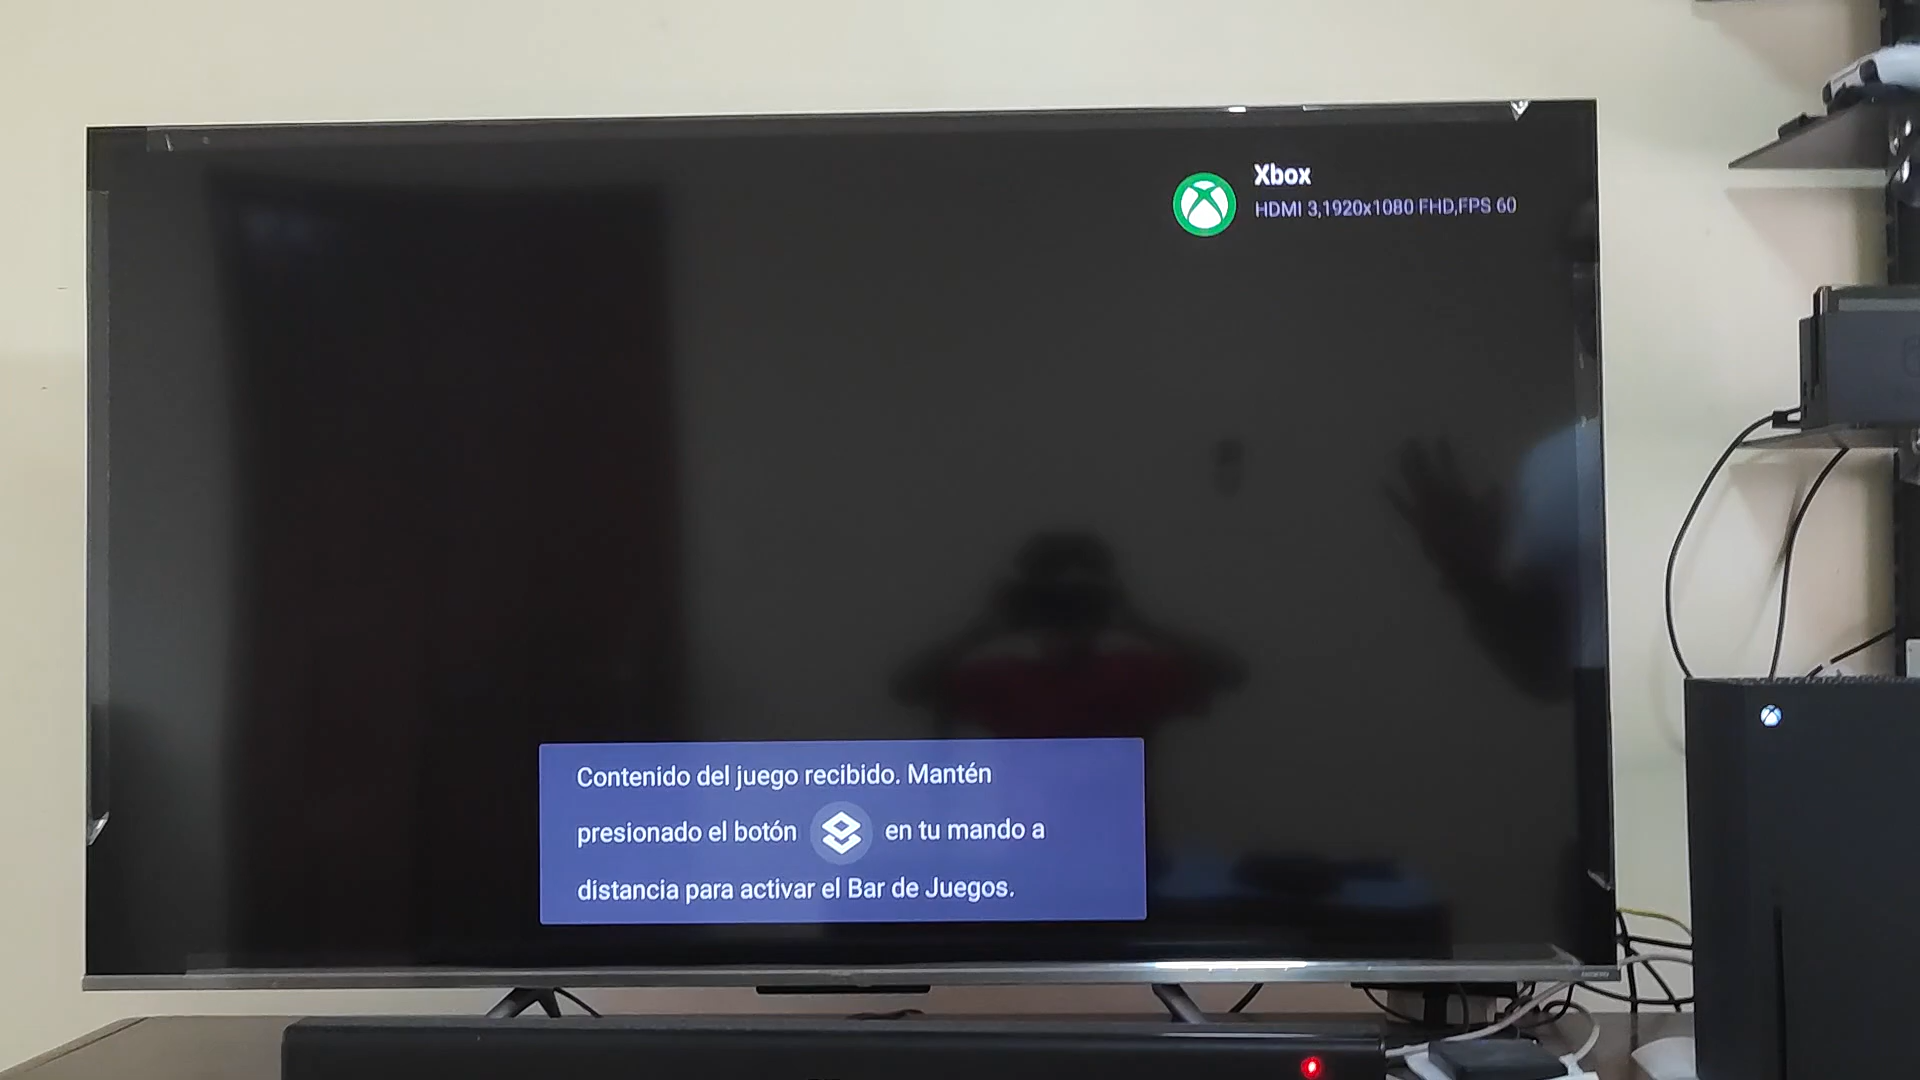 Xbox
HDMI 3,1920x1080 FHD,FPS 60
Contenido del juego recibido. Mantén
presionado el botón en tu mando a
distancia para activar el Bar de Juegos.